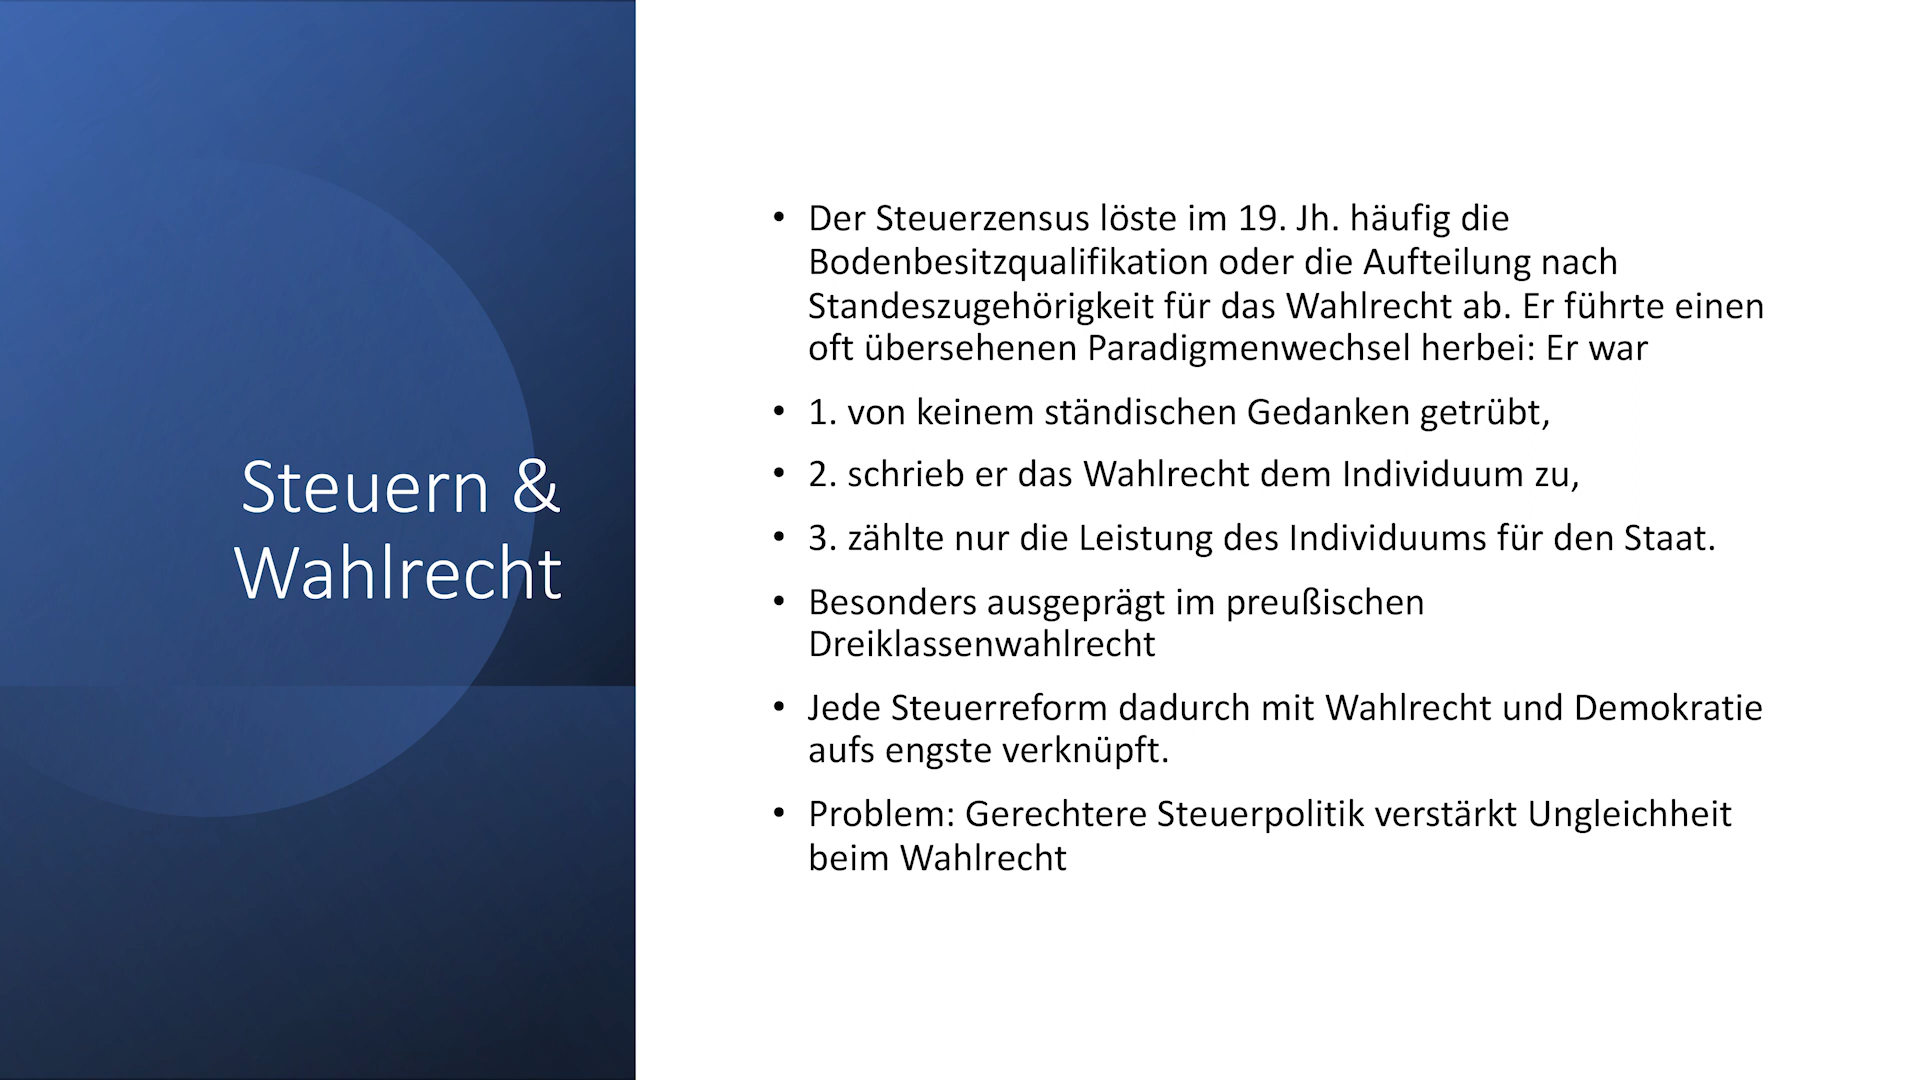 Steuern &
Wahlrecht
• Der Steuerzensus löste im 19. Jh. häufig die
Bodenbesitzqualifikation oder die Aufteilung nach
Standeszugehörigkeit für das Wahlrecht ab. Er führte einen
oft übersehenen Paradigmenwechsel herbei: Er war
• 1. von keinem ständischen Gedanken getrübt,
• 2. schrieb er das Wahlrecht dem Individuum zu,
• 3. zählte nur die Leistung des Individuums für den Staat.
• Besonders ausgeprägt im preußischen
Dreiklassenwahlrecht
• Jede Steuerreform dadurch mit Wahlrecht und Demokratie
aufs engste verknüpft.
• Problem: Gerechtere Steuerpolitik verstärkt Ungleichheit
beim Wahlrecht